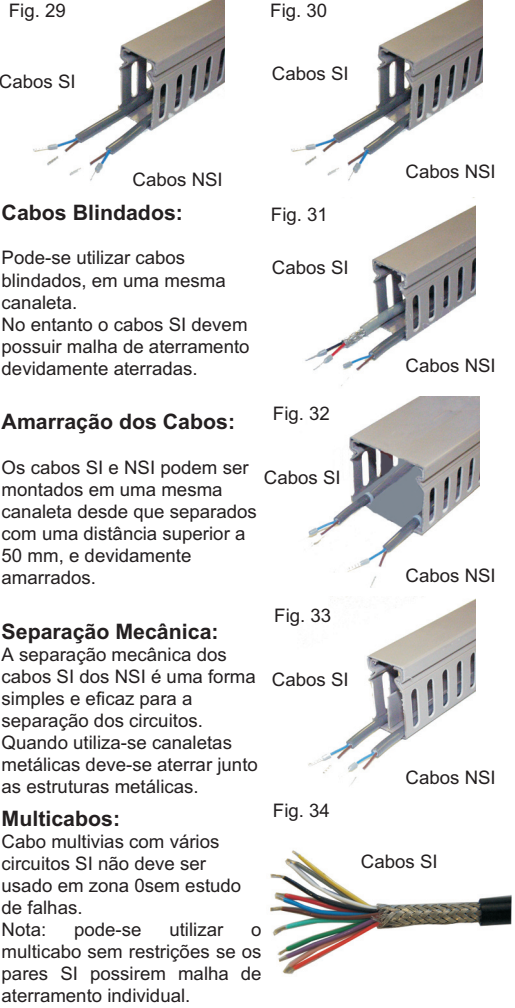 Fig. 29
Cabos SI
Cabos NSI
Fig. 30
Cabos SI
Cabos NSI
Cabos Blindados:
Pode-se utilizar cabos
blindados, em uma mesma
canaleta.
No entanto o cabos SI devem
possuir malha de aterramento
devidamente aterradas.
Fig. 31
Cabos SI
Cabos NSI
Amarração dos Cabos:
Os cabos SI e NSI podem ser
montados em uma mesma
canaleta desde que separados
com uma distância superior a
50 mm, e devidamente
amarrados.
Fig. 32
Cabos SI
Cabos NSI
Separação Mecânica:
A separação mecânica dos
cabos SI dos NSI é uma forma
simples e eficaz para a
separação dos circuitos.
Quando utiliza-se canaletas
metálicas deve-se aterrar junto
as estruturas metálicas.
Fig. 33
Cabos SI
Cabos NSI
Multicabos:
Cabo multivias com vários
circuitos SI não deve ser
usado em zona 0sem estudo
de falhas.
Nota: pode-se utilizar o
multicabo sem restrições se os
pares SI possirem malha de
aterramento individual.
Fig. 34
Cabos SI